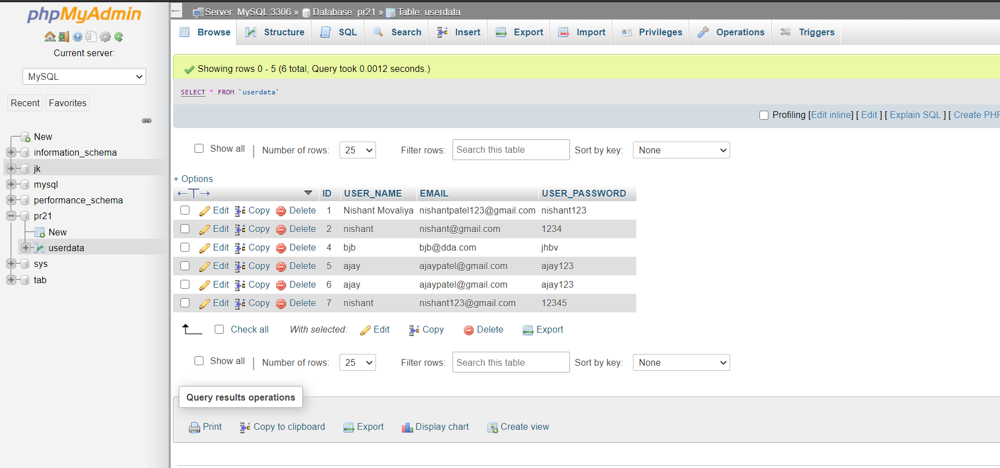 phpMyAdmin
Current server:
MySQL
Recent Favorites
New
information_schema
jk
mysql
performance_schema
pr21
New
userdata
sys
tab
Server: MySQL:3306 » Database: pr21 » Table: userdata
Browse Structure SQL Search Insert Export Import Privileges Operations Triggers
Showing rows 0 - 5 (6 total, Query took 0.0012 seconds.)
SELECT * FROM `userdata`
Profiling [Edit inline] [ Edit ] [ Explain SQL ] [ Create PHP
Show all | Number of rows: 25 Filter rows: Search this table Sort by key: None
+ Options
←T→ ID USER_NAME EMAIL USER_PASSWORD
Edit Copy Delete 1 Nishant Movaliya nishantpatel123@gmail.com nishant123
Edit Copy Delete 2 nishant nishant@gmail.com 1234
Edit Copy Delete 4 bjb bjb@dda.com jhbv
Edit Copy Delete 5 ajay ajaypatel@gmail.com ajay123
Edit Copy Delete 6 ajay ajaypatel@gmail.com ajay123
Edit Copy Delete 7 nishant nishant123@gmail.com 12345
Check all With selected: Edit Copy Delete Export
Show all | Number of rows: 25 Filter rows: Search this table Sort by key: None
Query results operations
Print Copy to clipboard Export Display chart Create view